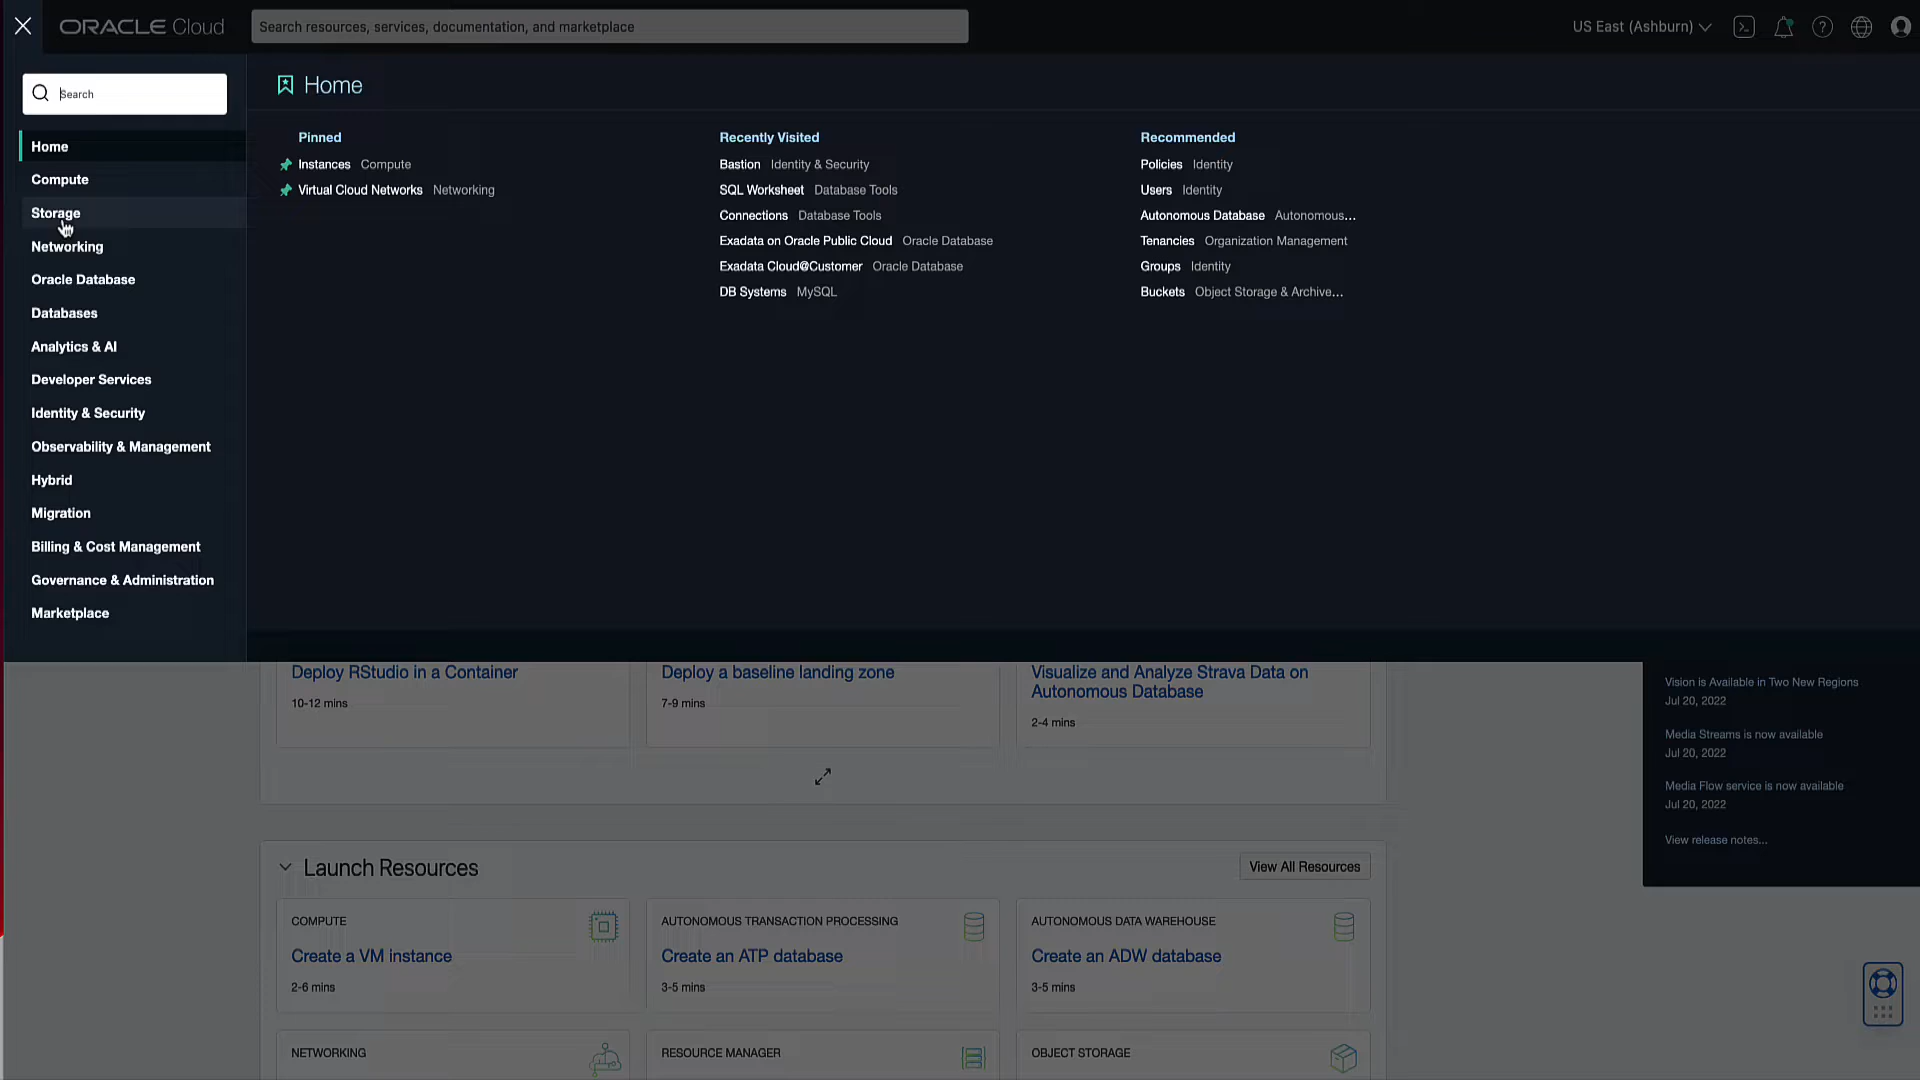 ORACLE Cloud
Search resources, services, documentation, and marketplace
US East (Ashburn)
Search
Home
Compute
Storage
Networking
Oracle Database
Databases
Analytics & AI
Developer Services
Identity & Security
Observability & Management
Hybrid
Migration
Billing & Cost Management
Governance & Administration
Marketplace
Home
Pinned
Instances Compute
Virtual Cloud Networks Networking
Recently Visited
Bastion Identity & Security
SQL Worksheet Database Tools
Connections Database Tools
Exadata on Oracle Public Cloud Oracle Database
Exadata Cloud@Customer Oracle Database
DB Systems MySQL
Recommended
Policies Identity
Users Identity
Autonomous Database Autonomous...
Tenancies Organization Management
Groups Identity
Buckets Object Storage & Archive...
Deploy RStudio in a Container
10-12 mins
Deploy a baseline landing zone
7-9 mins
Visualize and Analyze Strava Data on
Autonomous Database
2-4 mins
Vision is Available in Two New Regions
Jul 20, 2022
Media Streams is now available
Jul 20, 2022
Media Flow service is now available
Jul 20, 2022
View release notes...
Launch Resources
View All Resources
COMPUTE
Create a VM instance
2-6 mins
AUTONOMOUS TRANSACTION PROCESSING
Create an ATP database
3-5 mins
AUTONOMOUS DATA WAREHOUSE
Create an ADW database
3-5 mins
NETWORKING
RESOURCE MANAGER
OBJECT STORAGE